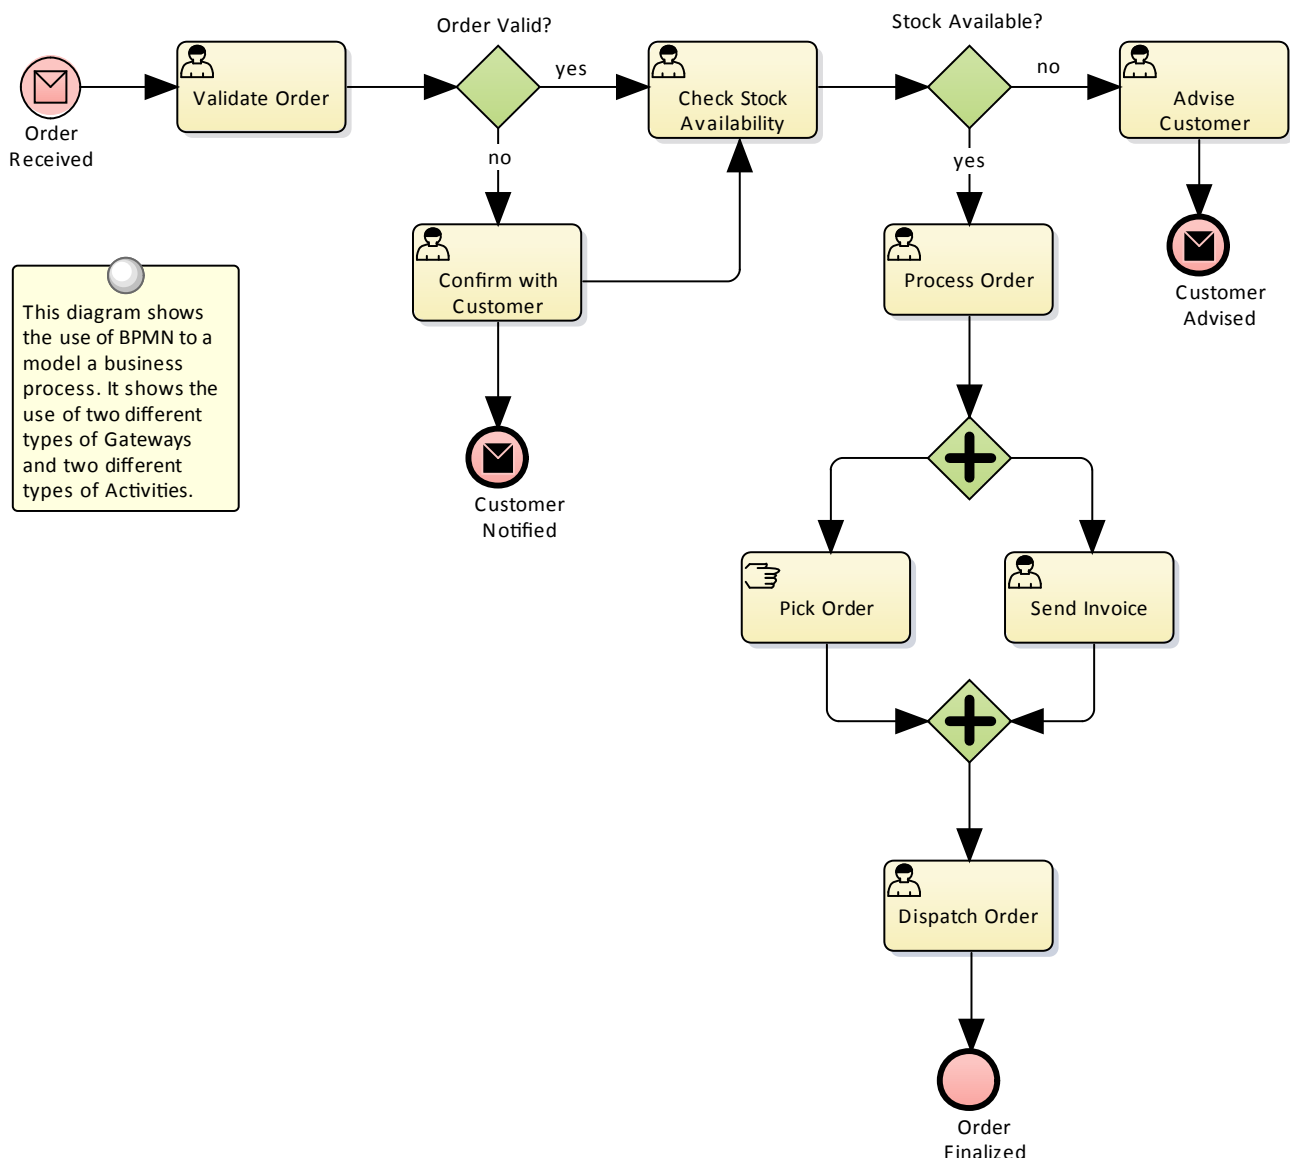 Order Valid?
Stock Available?
yes
no
Validate Order
Check Stock
Availability
Advise
Customer
Order
Received
no
yes
Confirm with
Customer
Process Order
Customer
Advised
This diagram shows
the use of BPMN to a
model a business
process. It shows the
use of two different
types of Gateways
and two different
types of Activities.
Customer
Notified
Pick Order
Send Invoice
Dispatch Order
Order
Finalized